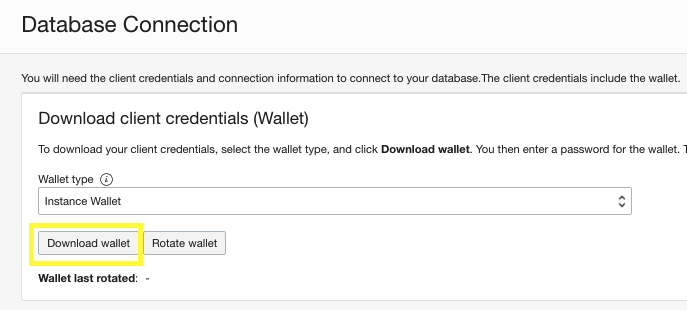 Database Connection
You will need the client credentials and connection information to connect to your database.The client credentials include the wallet.
Download client credentials (Wallet)
To download your client credentials, select the wallet type, and click Download wallet. You then enter a password for the wallet.
Wallet type i
Instance Wallet
Download wallet Rotate wallet
Wallet last rotated: -